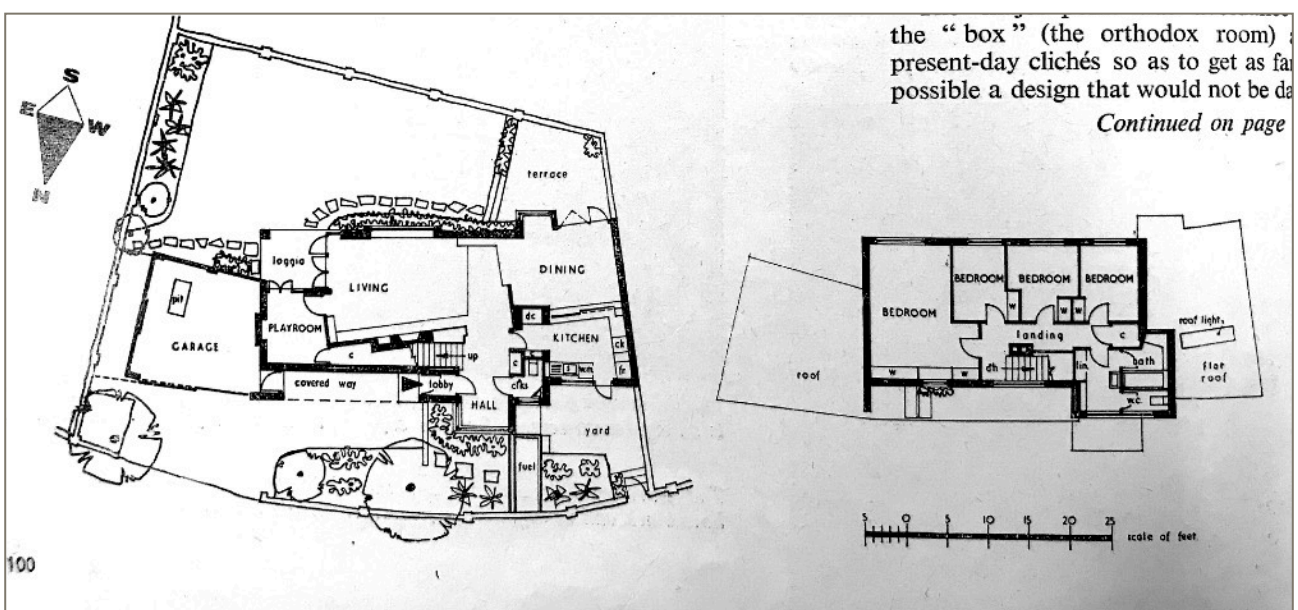 the “ box ” (the orthodox room)
present-day clichés so as to get as
possible a design that would not be
Continued on page
S
E
W
N
terrace
loggia
LIVING
DINING
pit
PLAYROOM
GARAGE
dc
KITCHEN
ck
c
up
c
s
w.m
fr
covered way
lobby
clks
HALL
yard
fuel
BEDROOM
BEDROOM
BEDROOM
BEDROOM
w
w
w
landing
c
roof light
roof
dh
lin
bath
flat
roof
w
w
w.c.
5
0
5
10
15
20
25
scale of feet
100